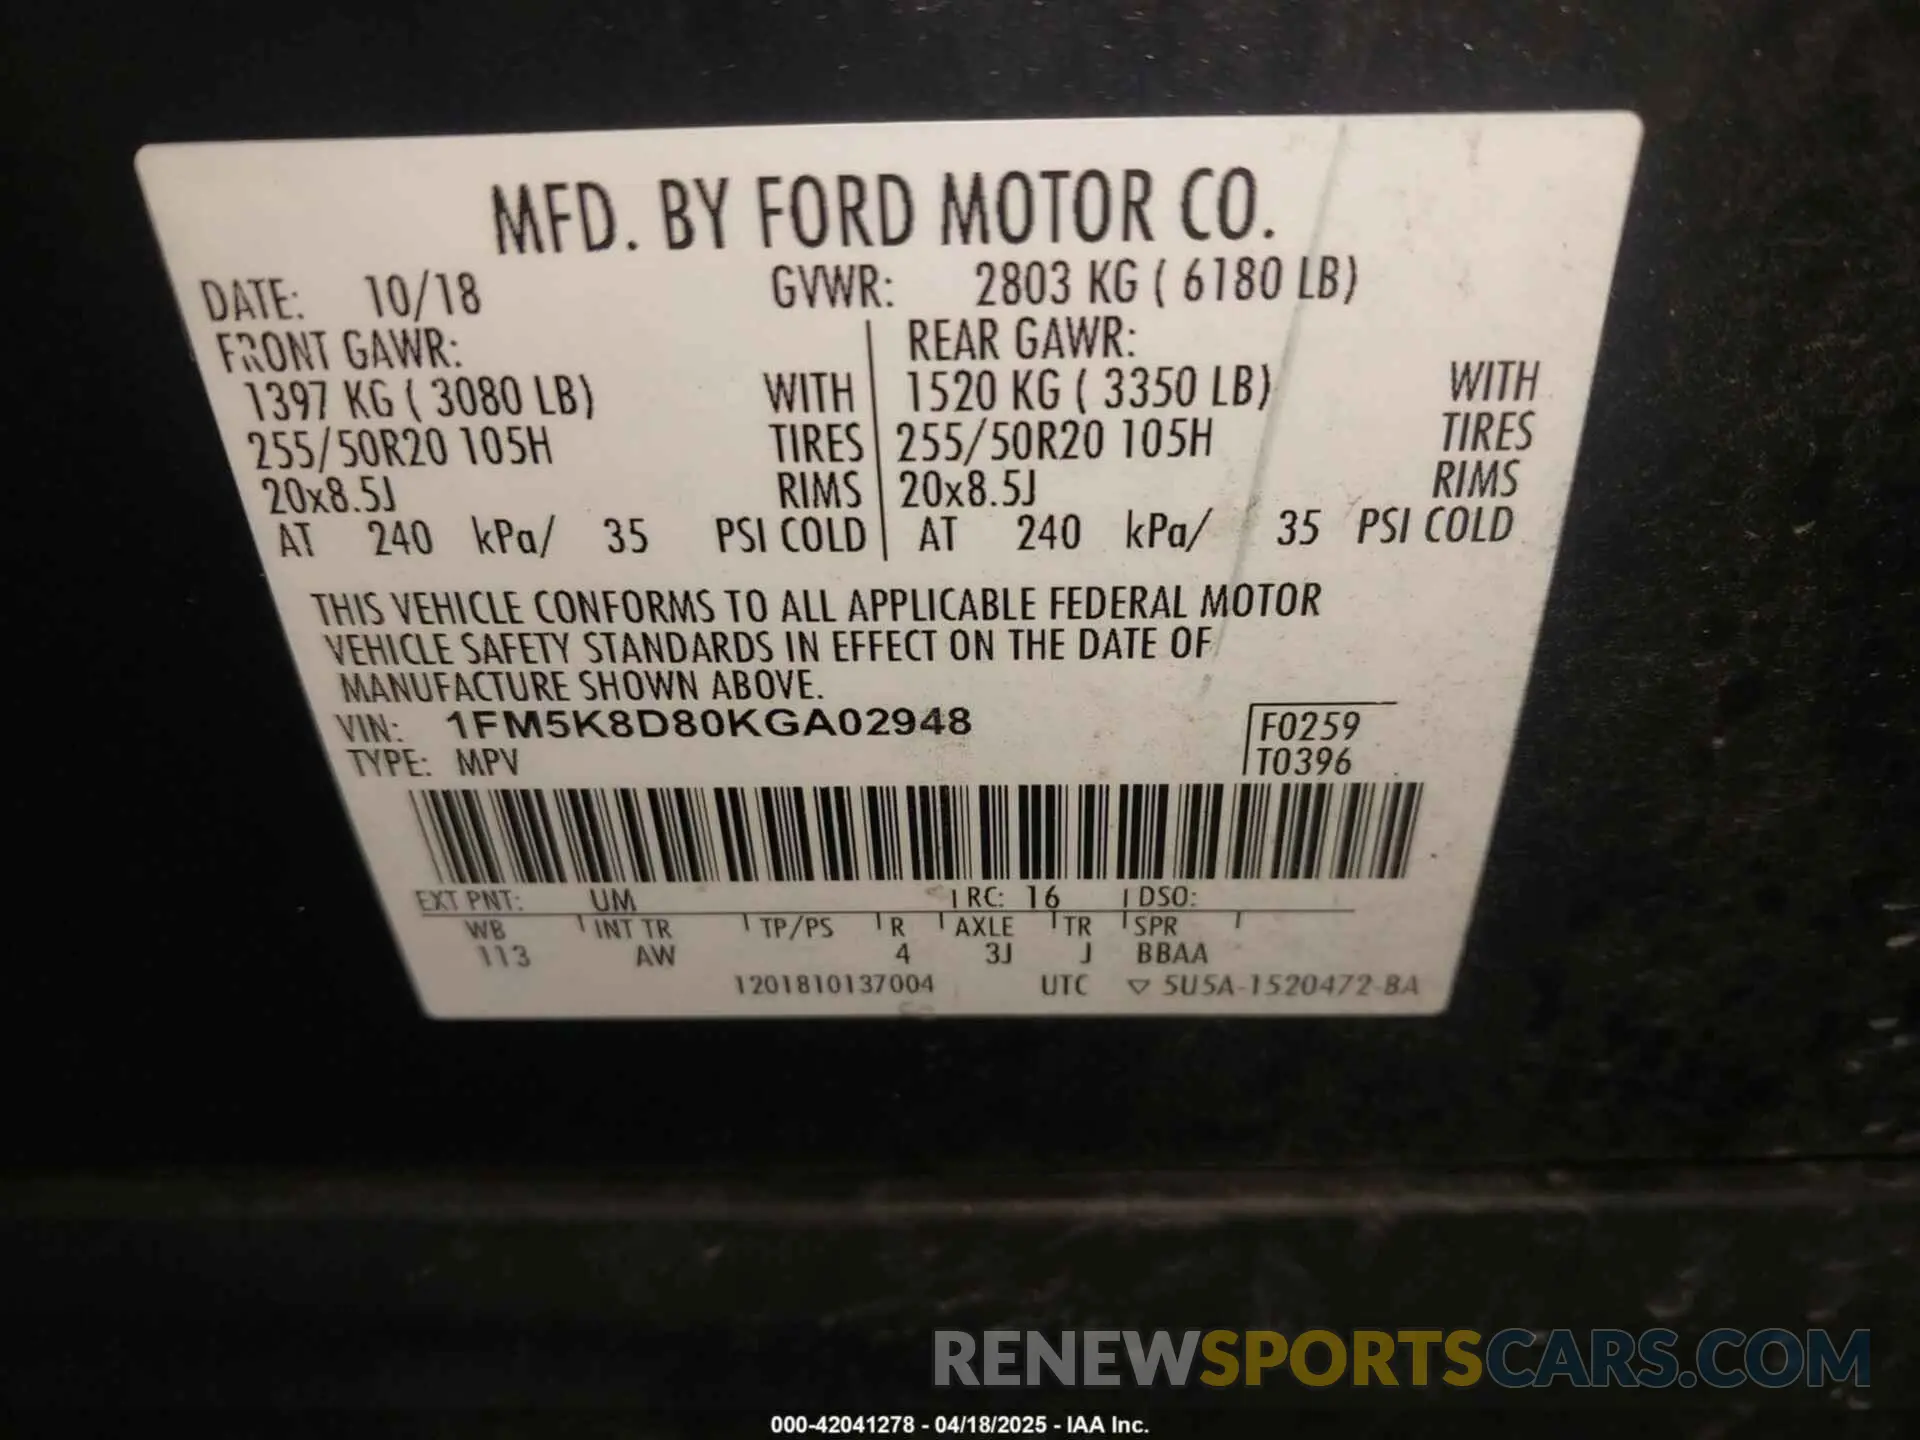 MFD. BY FORD MOTOR CO.
DATE: 10/18 GVWR: 2803 KG ( 6180 LB)
FRONT GAWR: REAR GAWR:
1397 KG ( 3080 LB) WITH 1520 KG ( 3350 LB) WITH
255/50R20 105H TIRES 255/50R20 105H TIRES
20x8.5J RIMS 20x8.5J RIMS
AT 240 kPa/ 35 PSI COLD AT 240 kPa/ 35 PSI COLD
THIS VEHICLE CONFORMS TO ALL APPLICABLE FEDERAL MOTOR
VEHICLE SAFETY STANDARDS IN EFFECT ON THE DATE OF
MANUFACTURE SHOWN ABOVE.
VIN: 1FM5K8D80KGA02948 F0259
TYPE: MPV T0396
EXT PNT: UM RC: 16 DSO:
WB INT TR TP/PS R AXLE TR SPR
113 AW 4 3J J BBAA
1201810137004 UTC ▽ 5U5A-1520472-BA
RENEWSPORTSCARS.COM
000-42041278 - 04/18/2025 - IAA Inc.